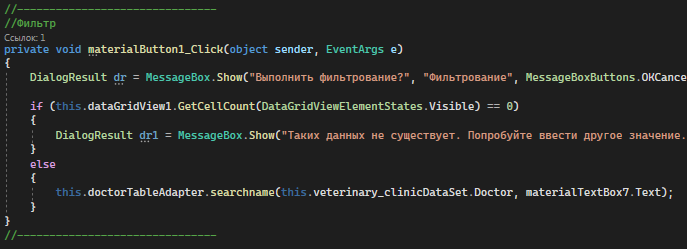 //-------------------------------
//Фильтр
Ссылок: 1
private void materialButton1_Click(object sender, EventArgs e)
{
DialogResult dr = MessageBox.Show("Выполнить фильтрование?", "Фильтрование", MessageBoxButtons.OKCance
if (this.dataGridView1.GetCellCount(DataGridViewElementStates.Visible) == 0)
{
DialogResult dr1 = MessageBox.Show("Таких данных не существует. Попробуйте ввести другое значение.
}
else
{
this.doctorTableAdapter.searchname(this.veterinary_clinicDataSet.Doctor, materialTextBox7.Text);
}
}
//-------------------------------